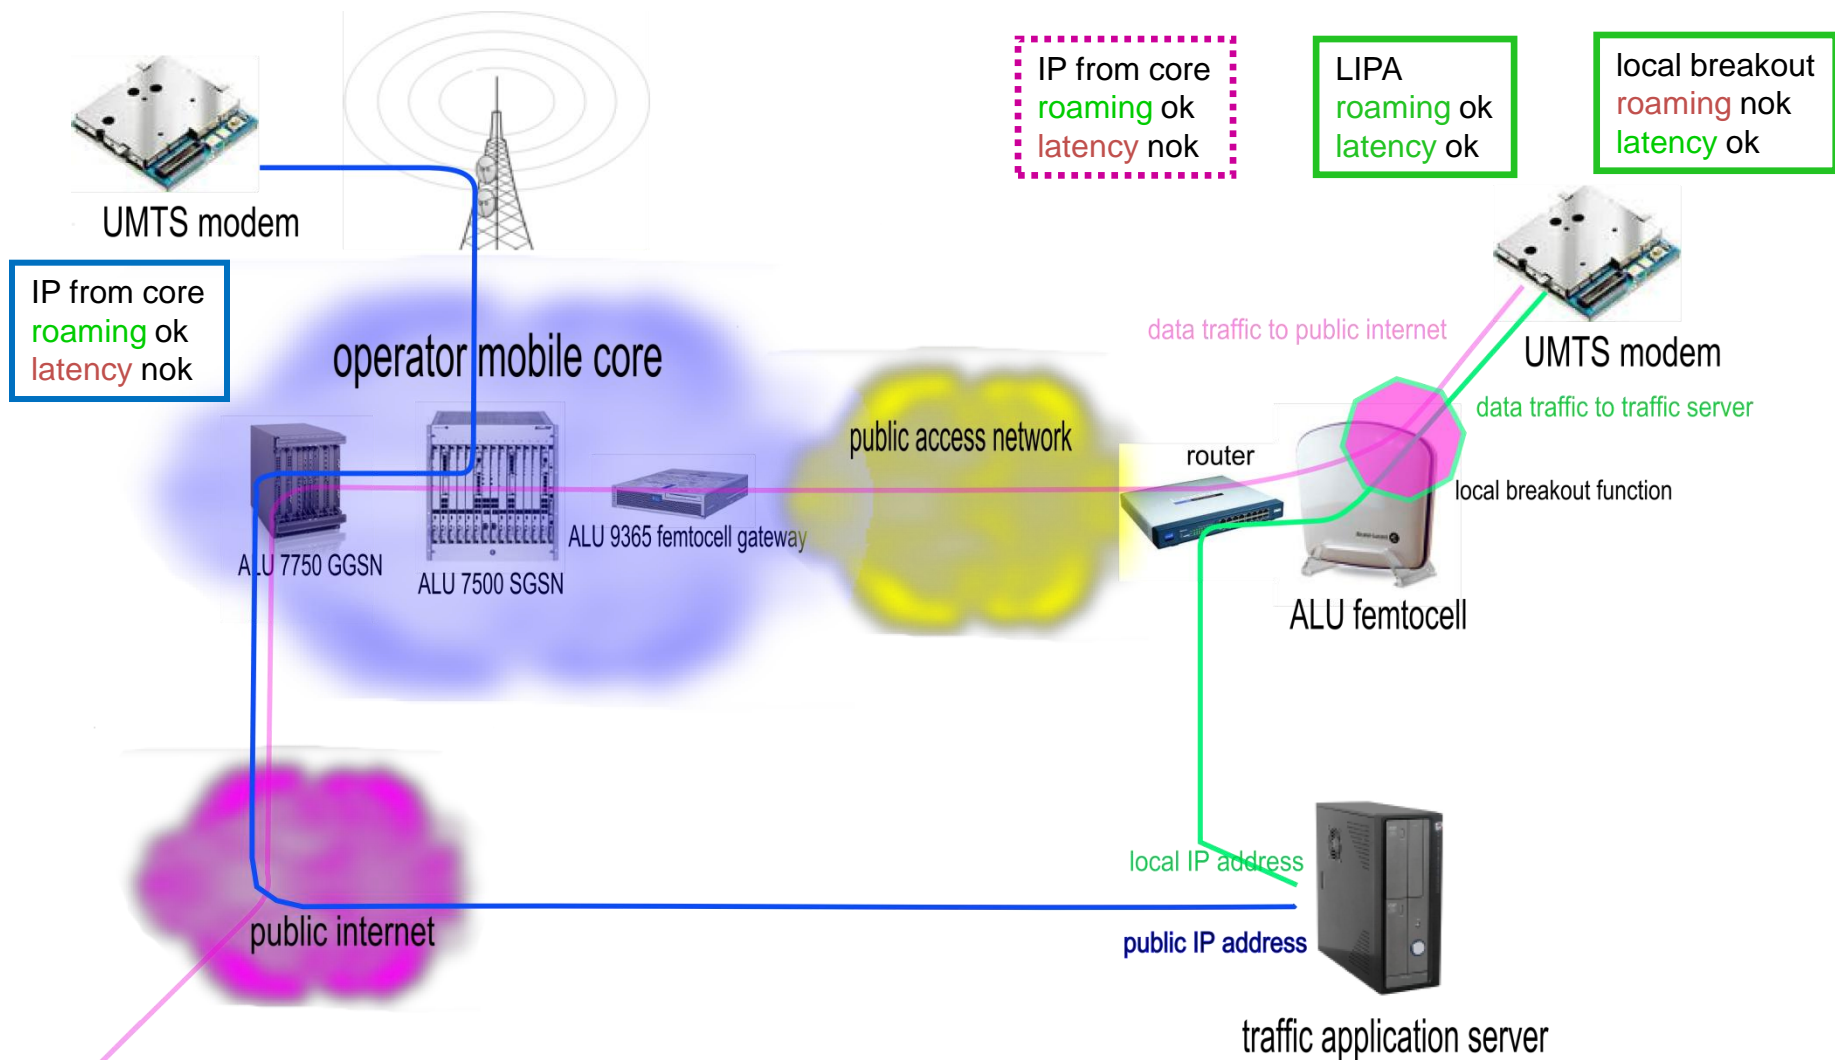 IP from core
roaming ok
latency nok
LIPA
roaming ok
latency ok
local breakout
roaming nok
latency ok
UMTS modem
IP from core
roaming ok
latency nok
operator mobile core
data traffic to public internet
UMTS modem
data traffic to traffic server
public access network
router
local breakout function
ALU 9365 femtocell gateway
ALU 7750 GGSN
ALU 7500 SGSN
ALU femtocell
local IP address
public internet
public IP address
traffic application server